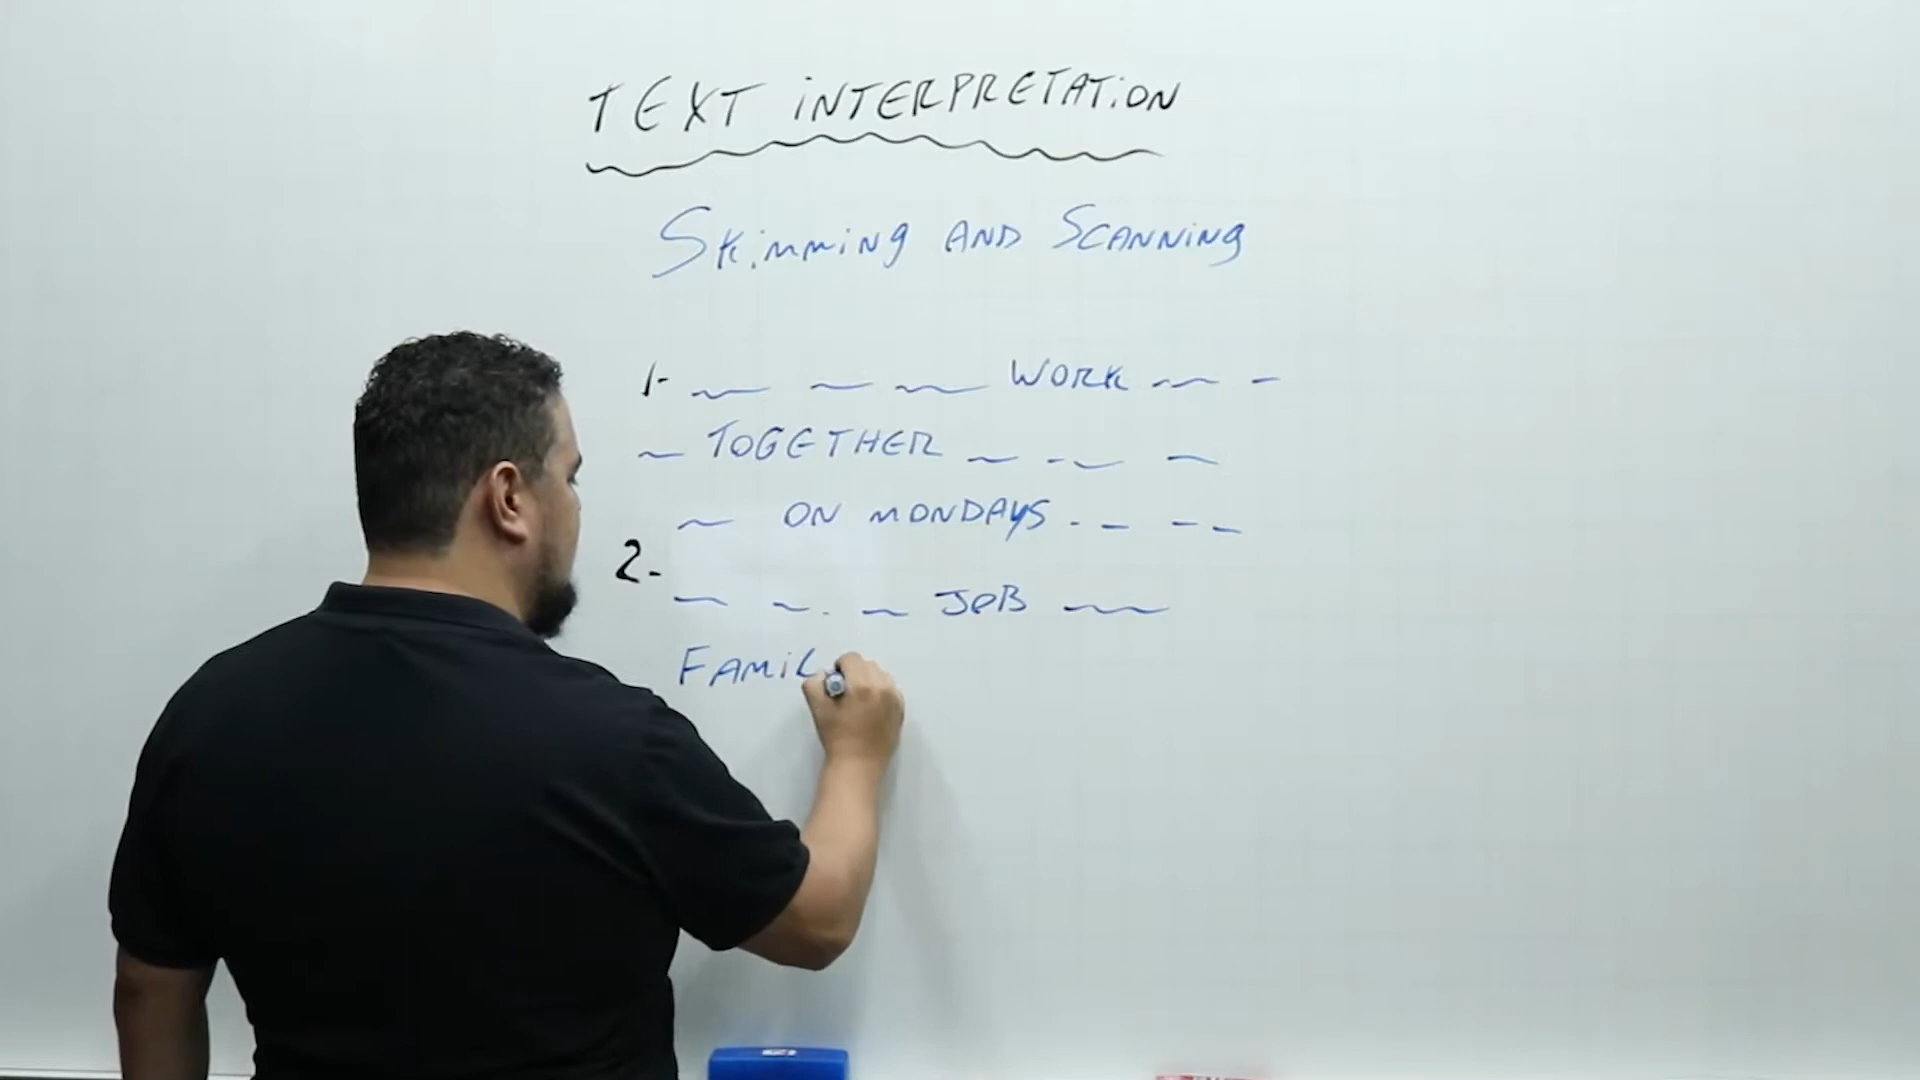 TEXT iNTERPRETATiON
SKimming AND SCANNiNg
1- WORK
TOGETHER
ON MONDAYS
2-
JOB
FAMiL